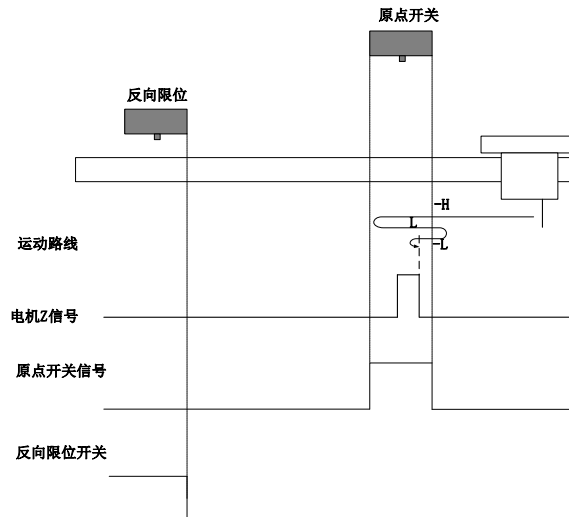 原点开关
反向限位
-H
L
运动路线
-L
电机Z信号
原点开关信号
反向限位开关